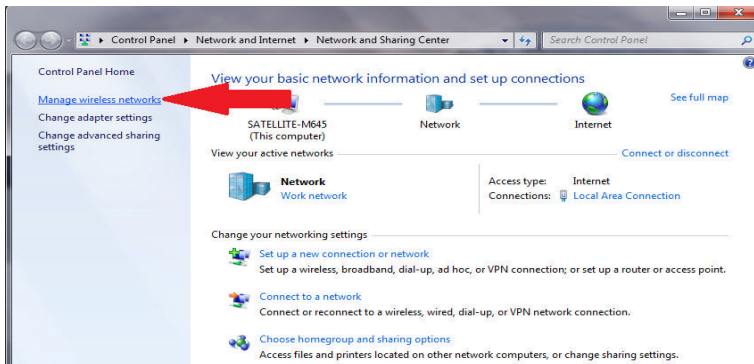 Control Panel ▸ Network and Internet ▸ Network and Sharing Center
Search Control Panel
Control Panel Home
Manage wireless networks
Change adapter settings
Change advanced sharing
settings
View your basic network information and set up connections
See full map
SATELLITE-M645
(This computer)
Network
Internet
View your active networks
Connect or disconnect
Network
Work network
Access type: Internet
Connections: Local Area Connection
Change your networking settings
Set up a new connection or network
Set up a wireless, broadband, dial-up, ad hoc, or VPN connection; or set up a router or access point.
Connect to a network
Connect or reconnect to a wireless, wired, dial-up, or VPN network connection.
Choose homegroup and sharing options
Access files and printers located on other network computers, or change sharing settings.